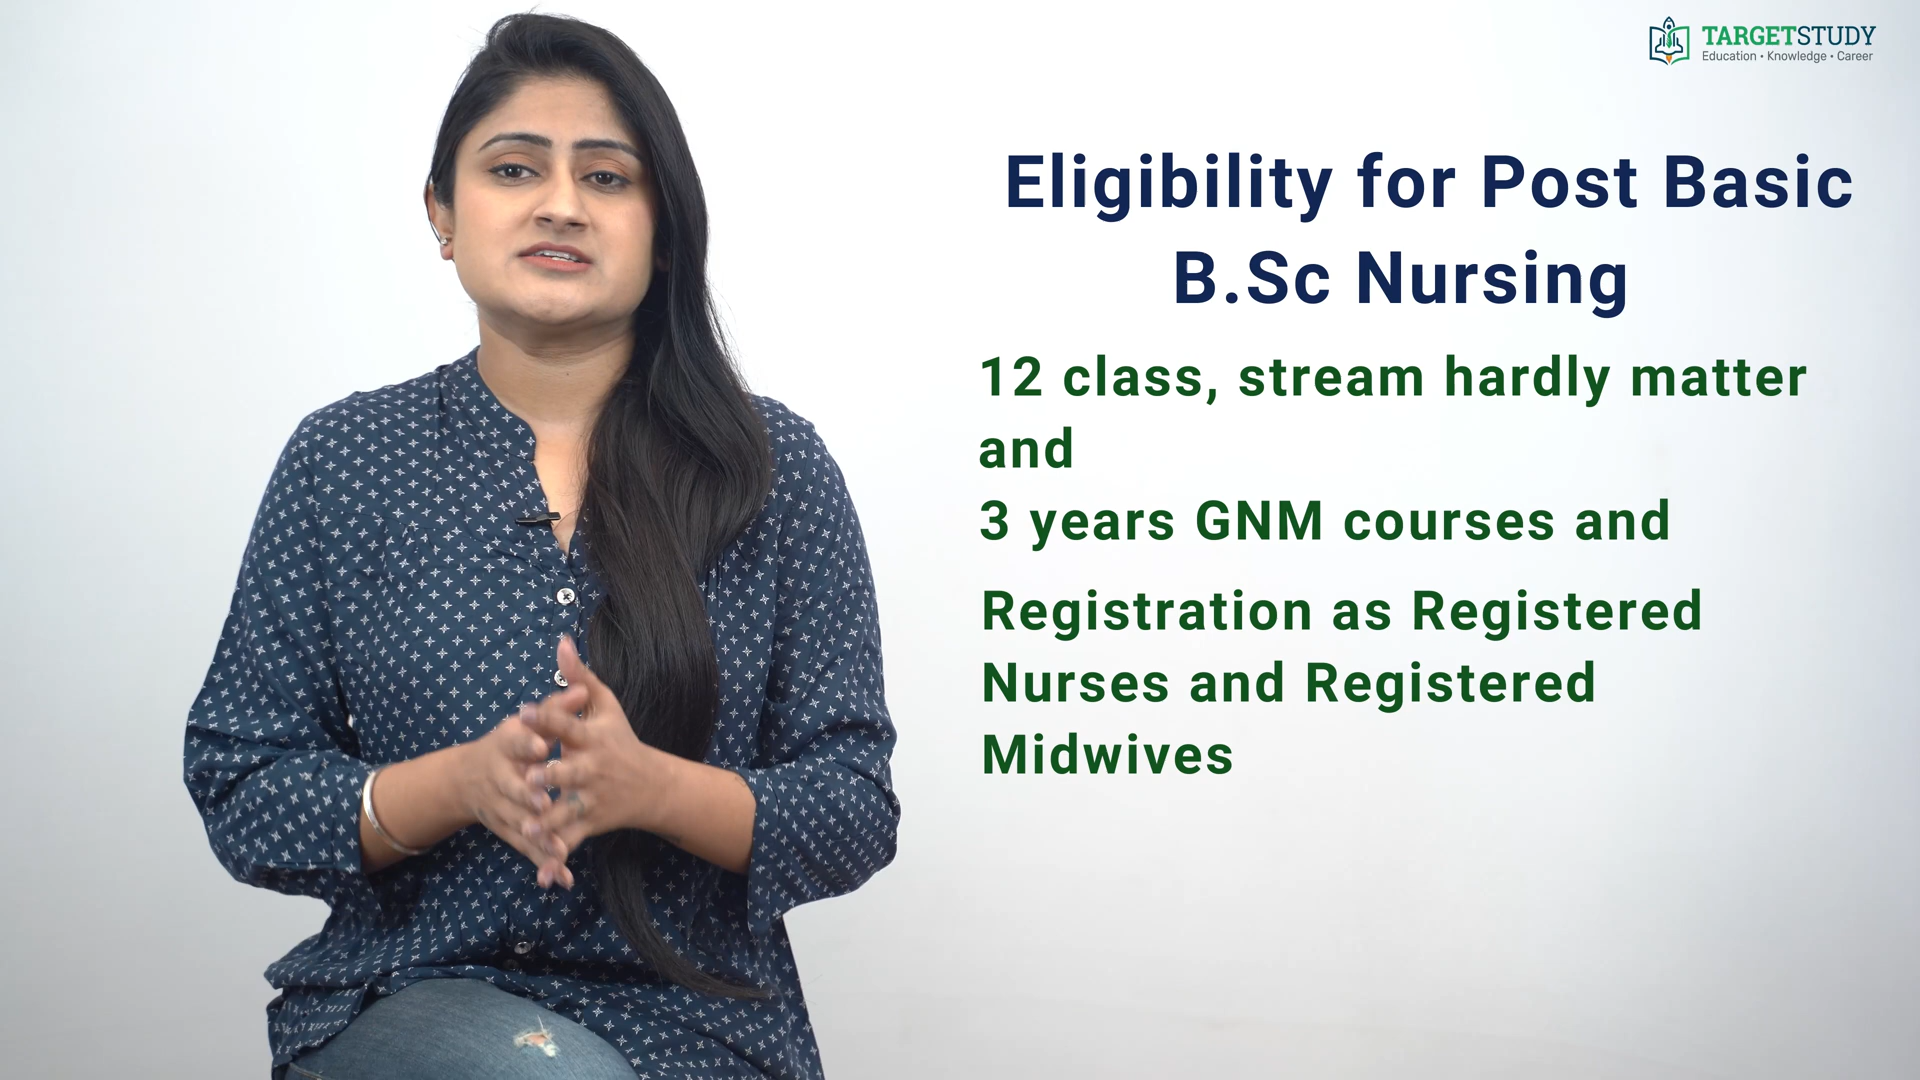 TARGETSTUDY
Education • Knowledge • Career
Eligibility for Post Basic
B.Sc Nursing
12 class, stream hardly matter
and
3 years GNM courses and
Registration as Registered
Nurses and Registered
Midwives